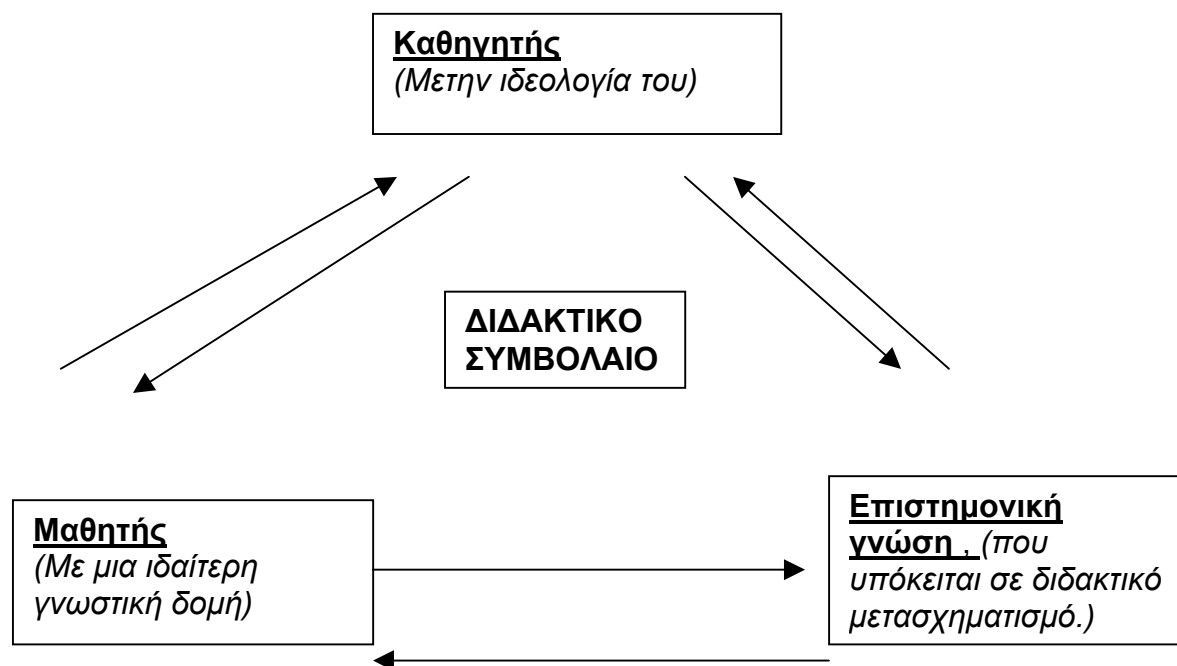 Καθηγητής
(Μετην ιδεολογία του)
ΔΙΔΑΚΤΙΚΟ
ΣΥΜΒΟΛΑΙΟ
Μαθητής
(Με μια ιδαίτερη
γνωστική δομή)
Επιστημονική
γνώση , (που
υπόκειται σε διδακτικό
μετασχηματισμό.)